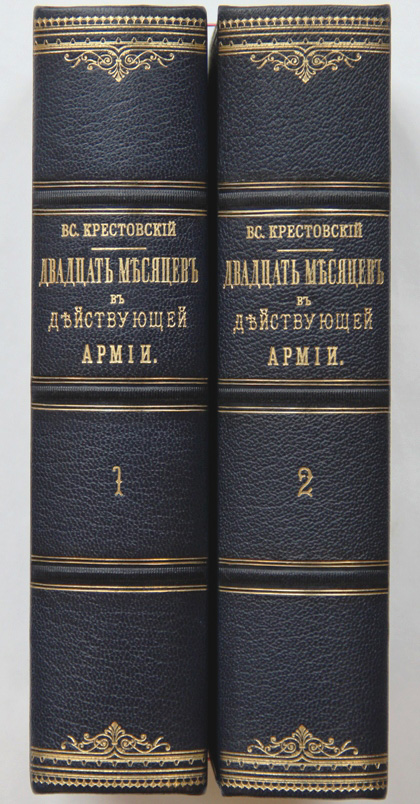 ВС. КРЕСТОВСКІЙ
ДВАДЦАТЬ МѢСЯЦЕВЪ
ВЪ
ДѢЙСТВУЮЩЕЙ
АРМІИ.
1
ВС. КРЕСТОВСКІЙ
ДВАДЦАТЬ МѢСЯЦЕВЪ
ВЪ
ДѢЙСТВУЮЩЕЙ
АРМІИ.
2